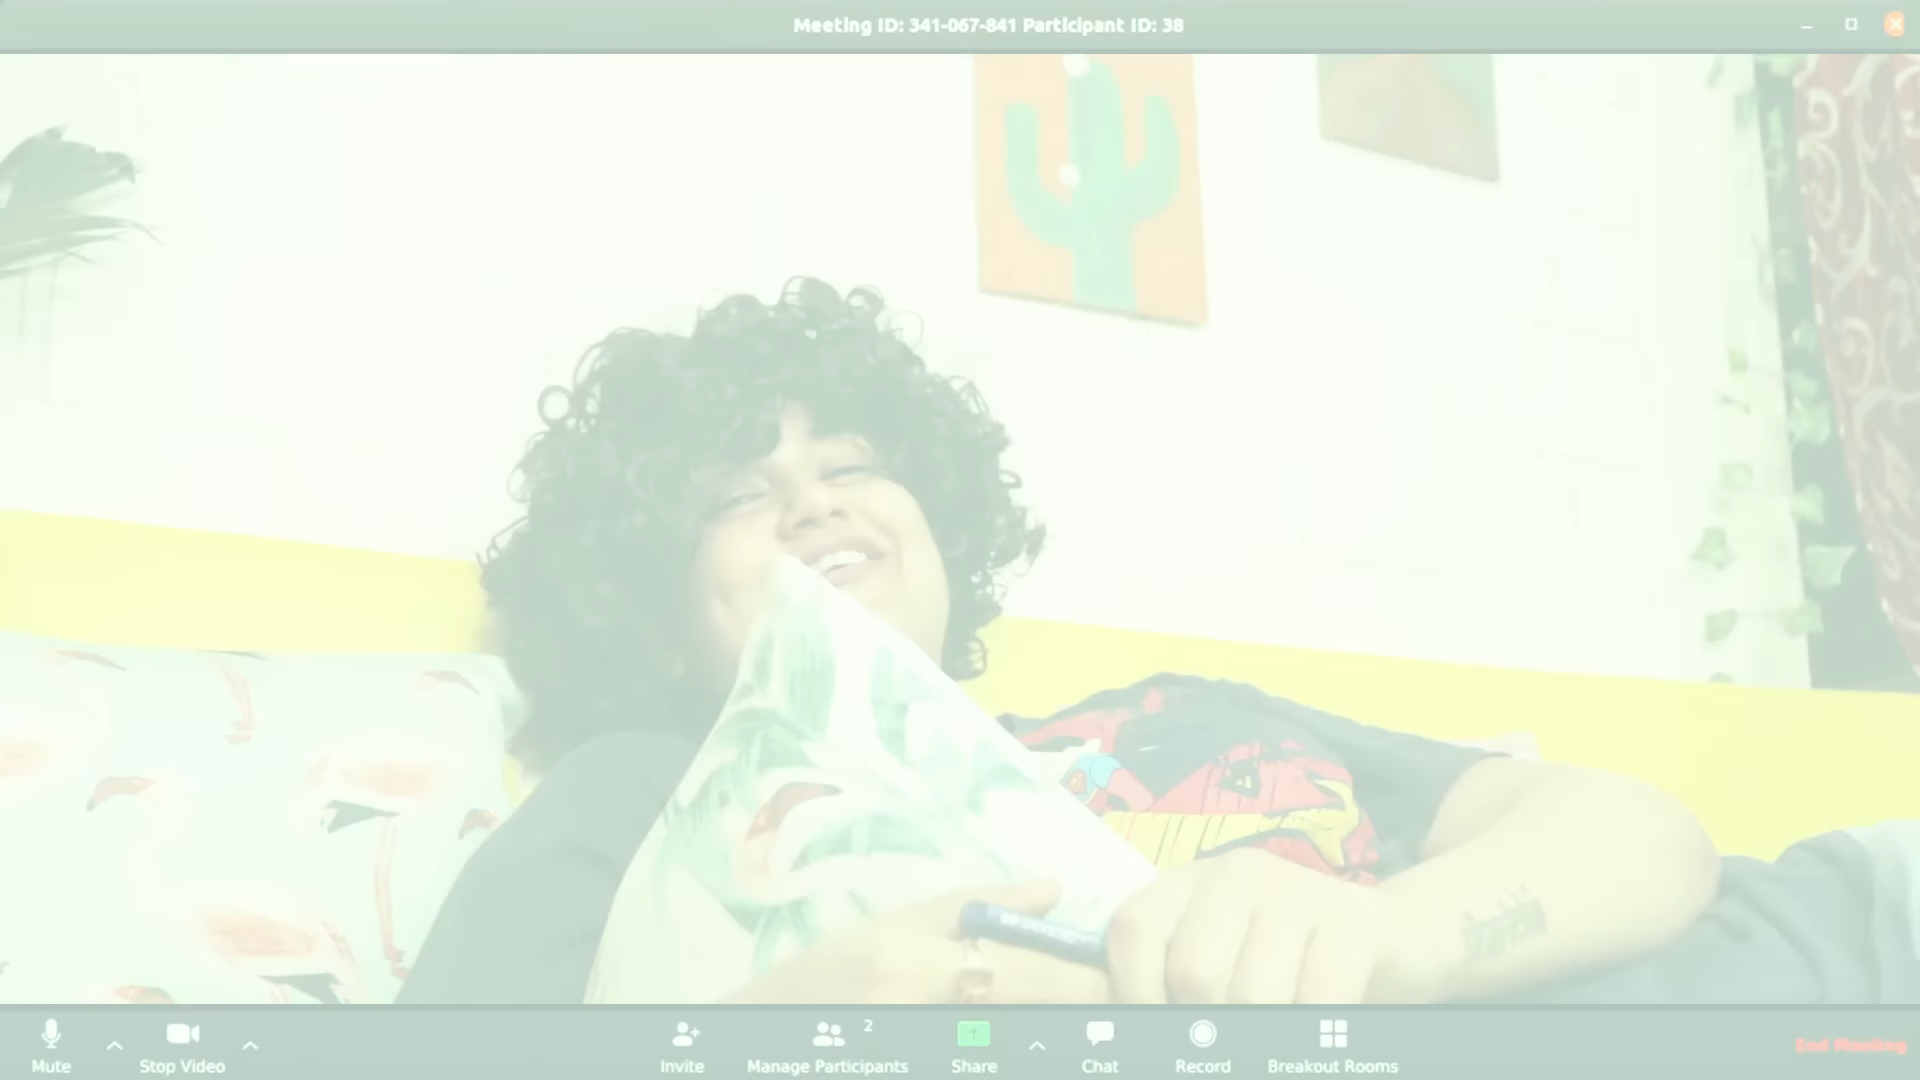 Meeting ID: 341-067-841 Participant ID: 38
Mute
Stop Video
Invite
Manage Participants
2
Share
Chat
Record
Breakout Rooms
End Meeting